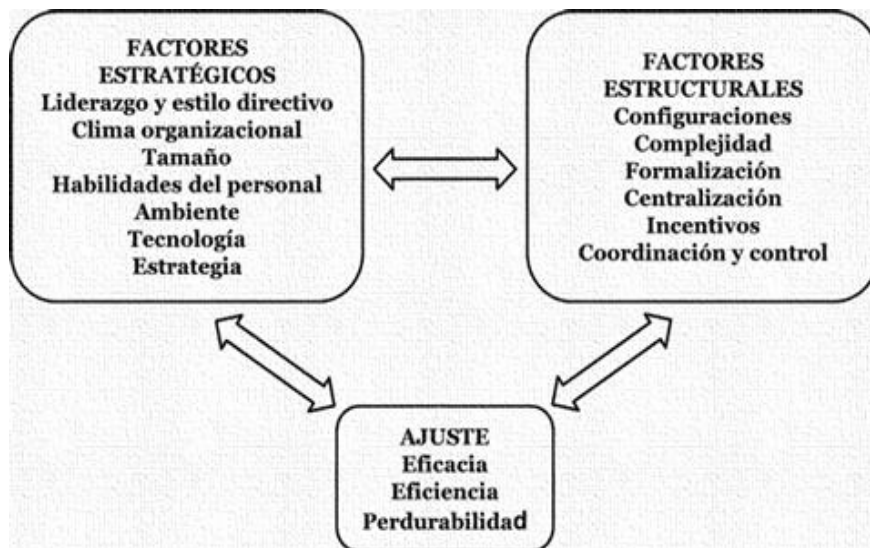 FACTORES
ESTRATÉGICOS
Liderazgo y estilo directivo
Clima organizacional
Tamaño
Habilidades del personal
Ambiente
Tecnología
Estrategia
FACTORES
ESTRUCTURALES
Configuraciones
Complejidad
Formalización
Centralización
Incentivos
Coordinación y control
AJUSTE
Eficacia
Eficiencia
Perdurabilidad